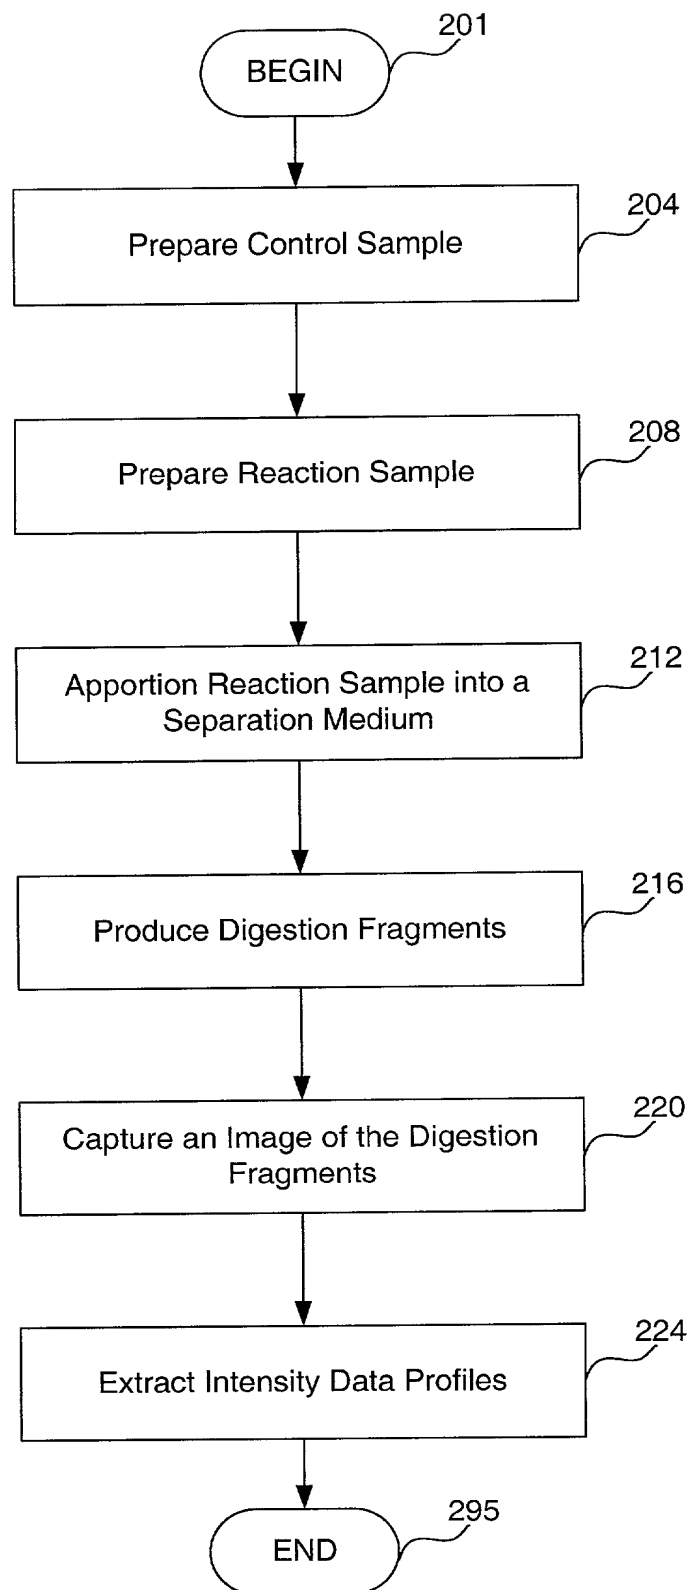 201
BEGIN
204
Prepare Control Sample
208
Prepare Reaction Sample
212
Apportion Reaction Sample into a
Separation Medium
216
Produce Digestion Fragments
220
Capture an Image of the Digestion
Fragments
224
Extract Intensity Data Profiles
295
END